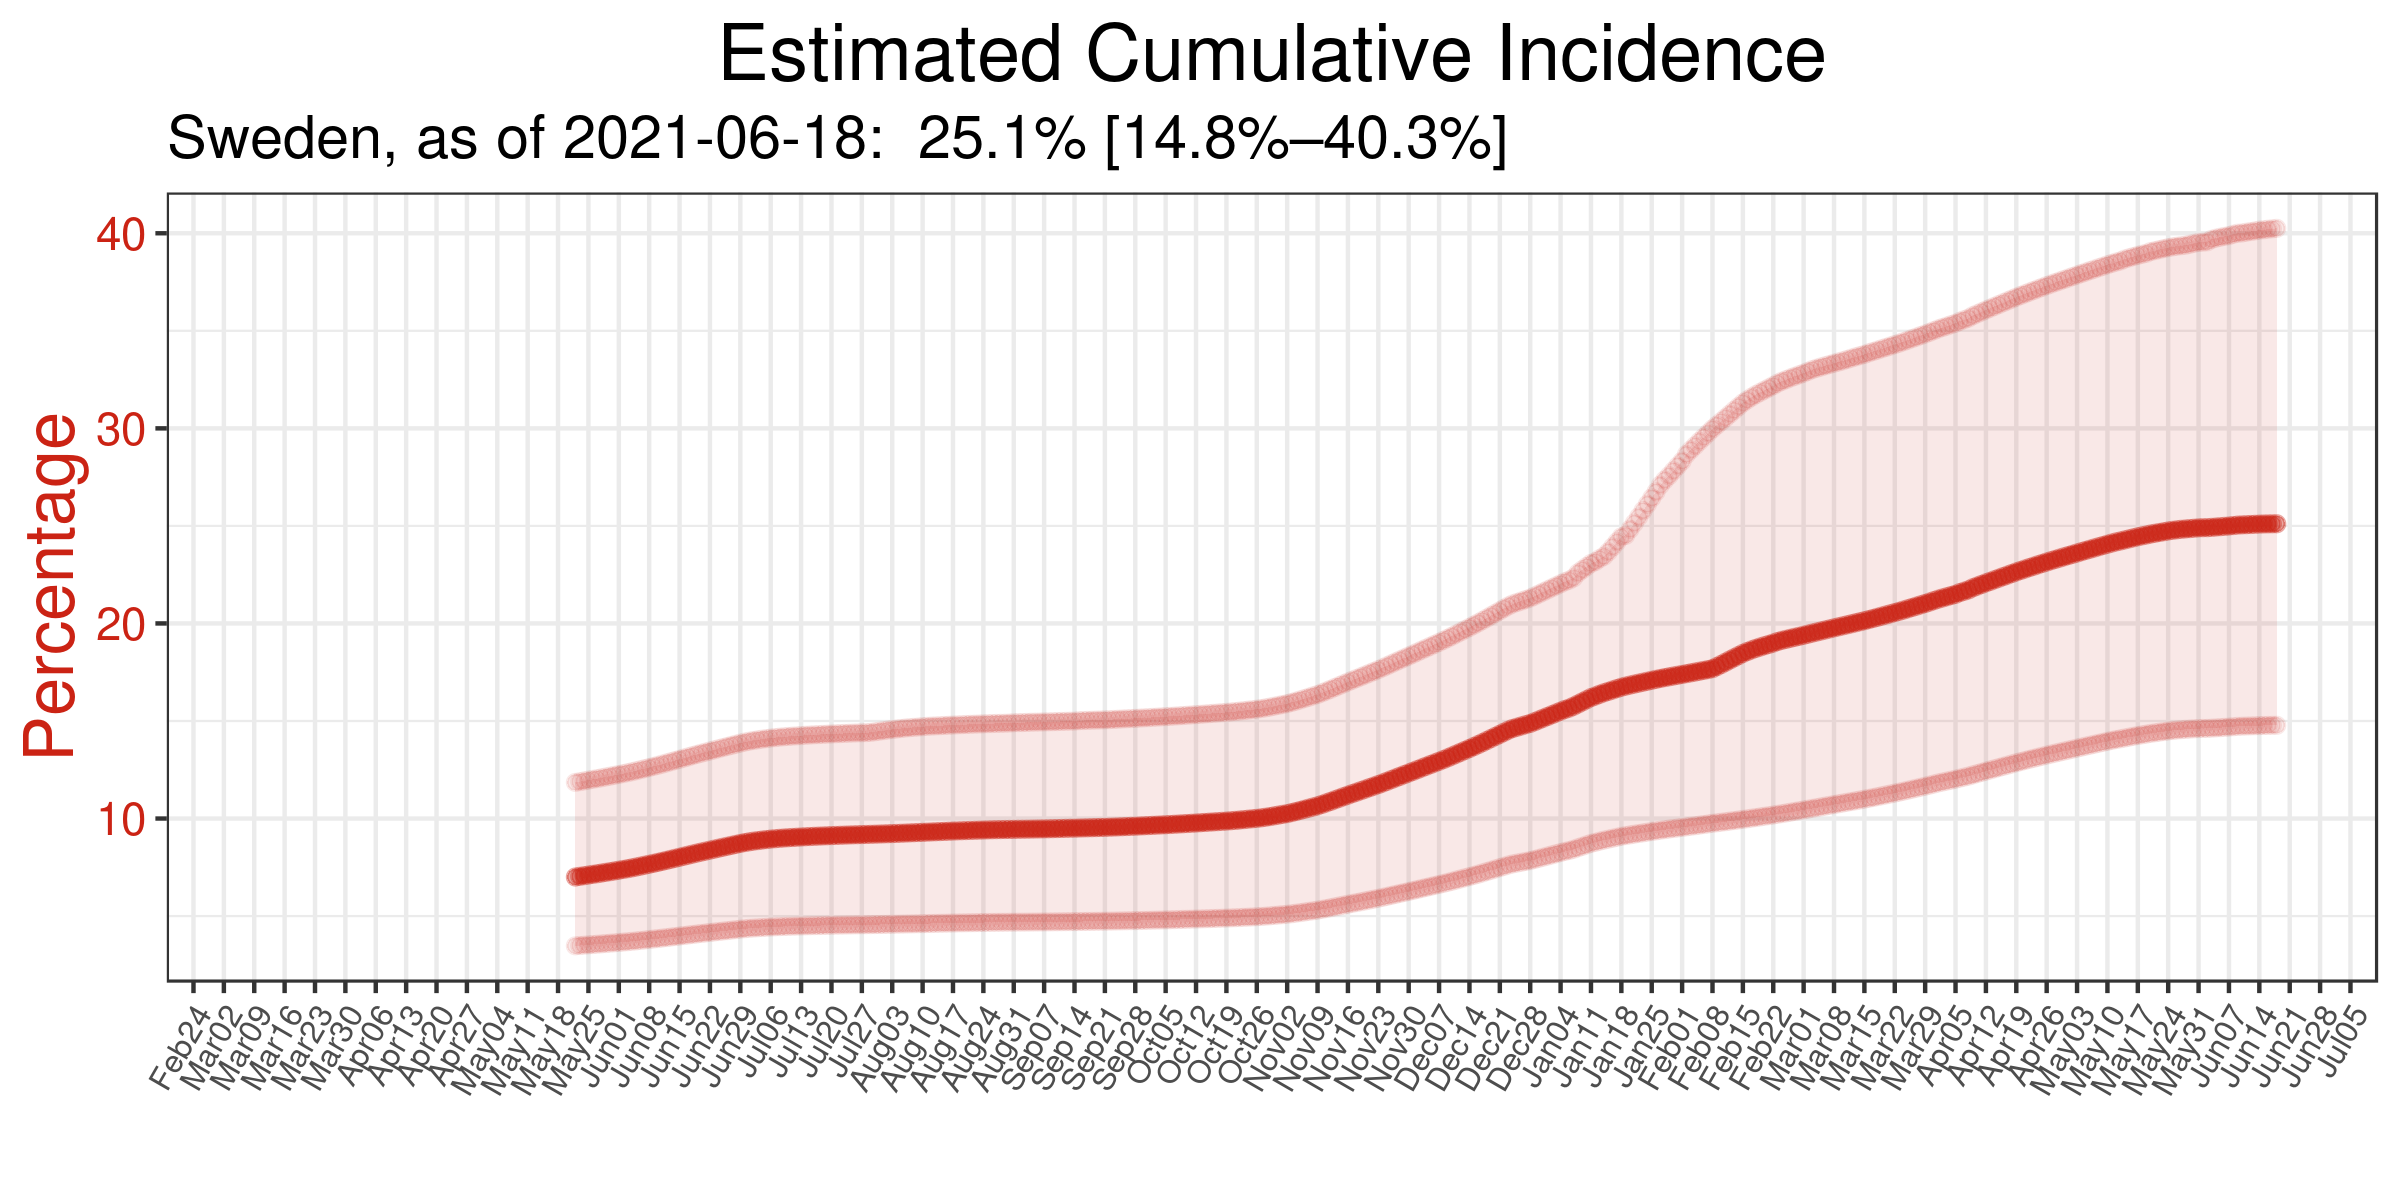 Estimated Cumulative Incidence
Sweden, as of 2021-06-18:  25.1% [14.8%–40.3%]
Percentage
40
30
20
10
Feb24
Mar02
Mar09
Mar16
Mar23
Mar30
Apr06
Apr13
Apr20
Apr27
May04
May11
May18
May25
Jun01
Jun08
Jun15
Jun22
Jun29
Jul06
Jul13
Jul20
Jul27
Aug03
Aug10
Aug17
Aug24
Aug31
Sep07
Sep14
Sep21
Sep28
Oct05
Oct12
Oct19
Oct26
Nov02
Nov09
Nov16
Nov23
Nov30
Dec07
Dec14
Dec21
Dec28
Jan04
Jan11
Jan18
Jan25
Feb01
Feb08
Feb15
Feb22
Mar01
Mar08
Mar15
Mar22
Mar29
Apr05
Apr12
Apr19
Apr26
May03
May10
May17
May24
May31
Jun07
Jun14
Jun21
Jun28
Jul05